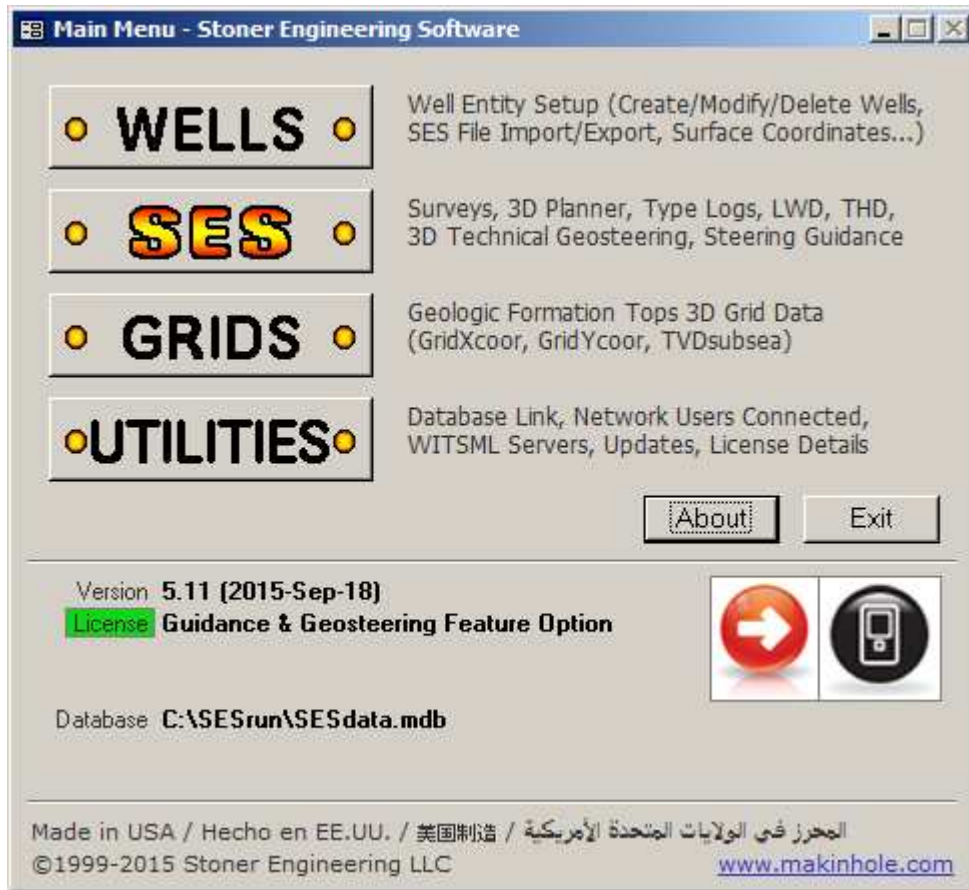 Main Menu - Stoner Engineering Software
WELLS
Well Entity Setup (Create/Modify/Delete Wells,
SES File Import/Export, Surface Coordinates...)
SES
Surveys, 3D Planner, Type Logs, LWD, THD,
3D Technical Geosteering, Steering Guidance
GRIDS
Geologic Formation Tops 3D Grid Data
(GridXcoor, GridYcoor, TVDsubsea)
UTILITIES
Database Link, Network Users Connected,
WITSML Servers, Updates, License Details
About Exit
Version 5.11 (2015-Sep-18)
License Guidance & Geosteering Feature Option
Database C:\SESrun\SESdata.mdb
Made in USA / Hecho en EE.UU. / 美国制造 / المحرز في الولايات المتحدة الأمريكية
©1999-2015 Stoner Engineering LLC www.makinhole.com